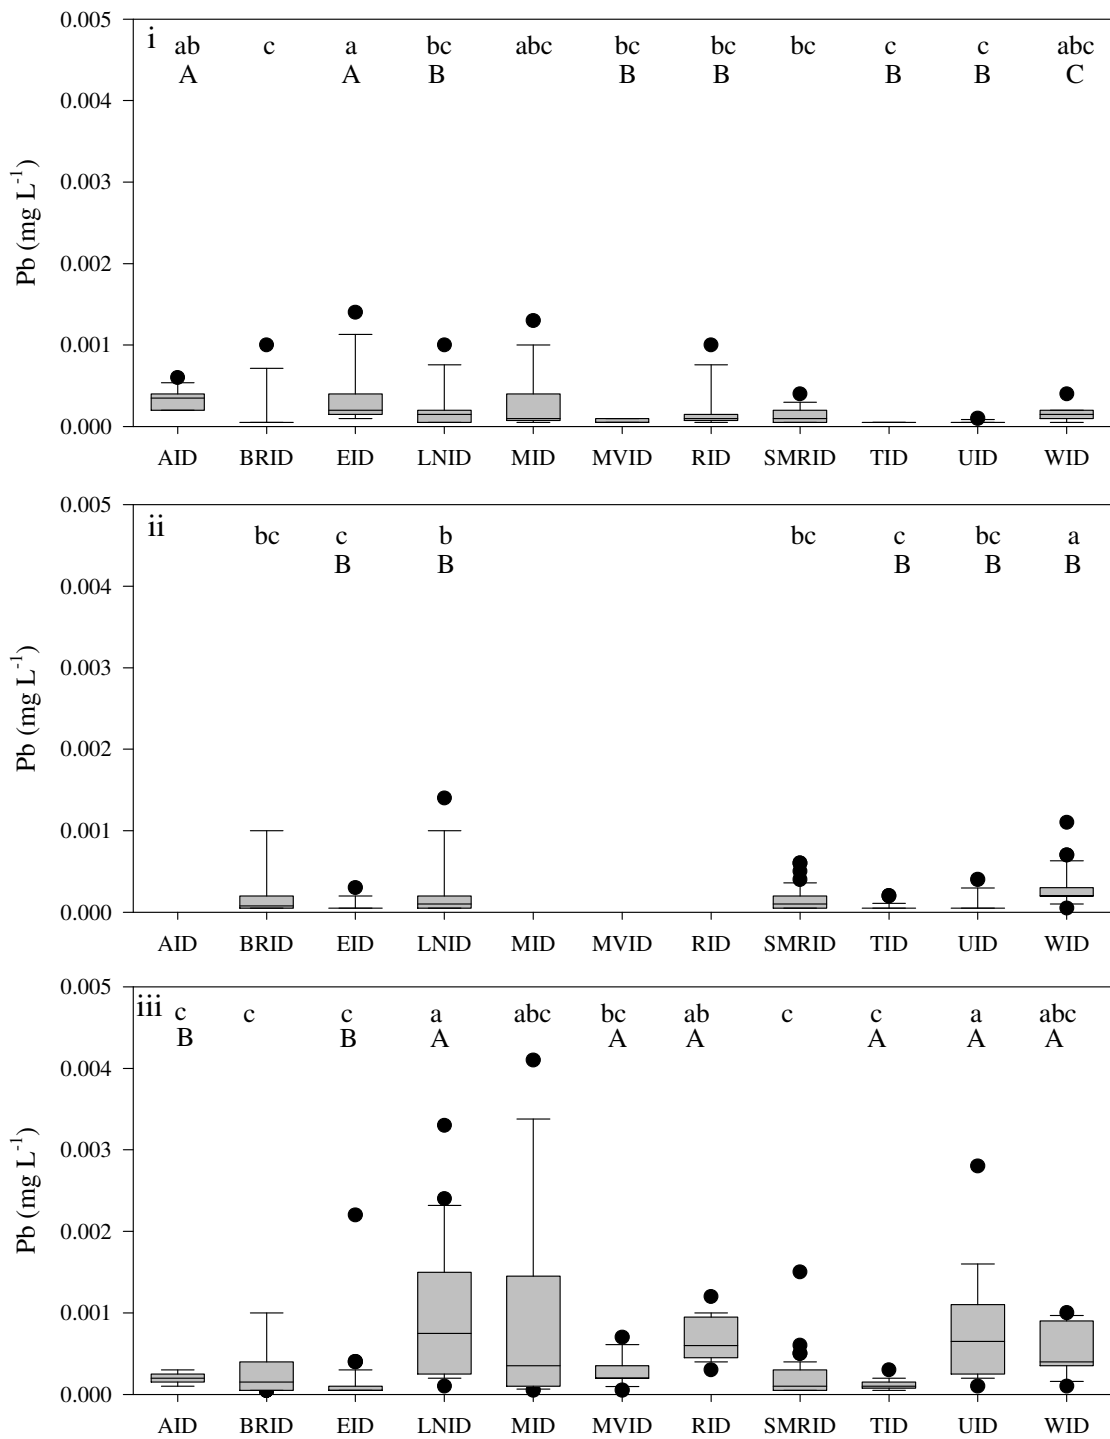 0.005
i
ab c a bc abc bc bc bc c c abc
A A B B B B B C
0.004
0.003
Pb (mg L⁻¹)
0.002
0.001
0.000
AID BRID EID LNID MID MVID RID SMRID TID UID WID
0.005
ii
bc c b bc c bc a
B B B B B
0.004
0.003
Pb (mg L⁻¹)
0.002
0.001
0.000
AID BRID EID LNID MID MVID RID SMRID TID UID WID
0.005
iii
c c c a abc bc ab c c a abc
B B A A A A A A
0.004
0.003
Pb (mg L⁻¹)
0.002
0.001
0.000
AID BRID EID LNID MID MVID RID SMRID TID UID WID